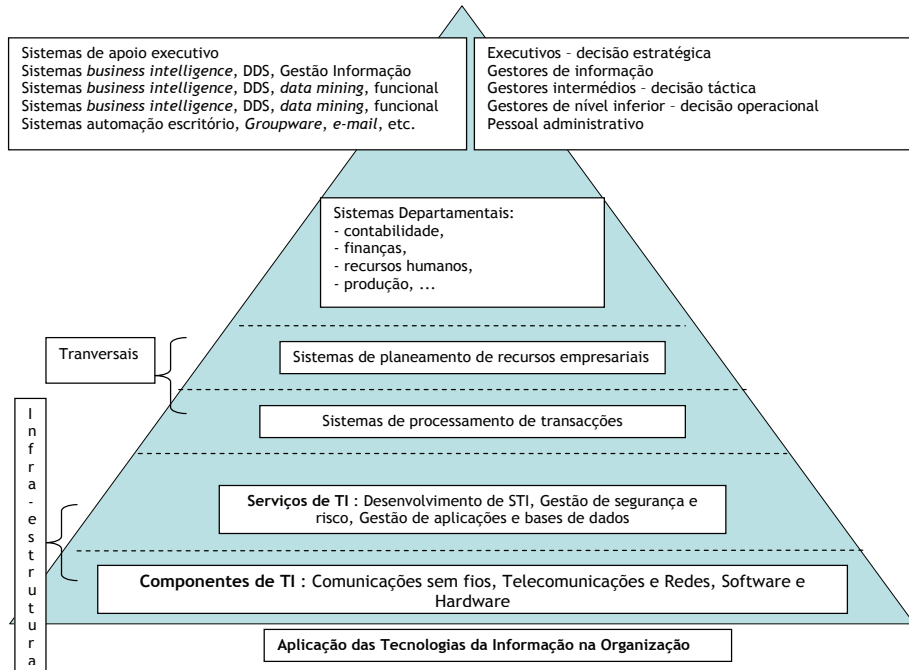 Sistemas de apoio executivo
Sistemas business intelligence, DDS, Gestão Informação
Sistemas business intelligence, DDS, data mining, funcional
Sistemas business intelligence, DDS, data mining, funcional
Sistemas automação escritório, Groupware, e-mail, etc.
Executivos – decisão estratégica
Gestores de informação
Gestores intermédios – decisão táctica
Gestores de nível inferior – decisão operacional
Pessoal administrativo
Sistemas Departamentais:
- contabilidade,
- finanças,
- recursos humanos,
- produção, ...
Tranversais
Sistemas de planeamento de recursos empresariais
Sistemas de processamento de transacções
Infra-estrutura
Serviços de TI : Desenvolvimento de STI, Gestão de segurança e
risco, Gestão de aplicações e bases de dados
Componentes de TI : Comunicações sem fios, Telecomunicações e Redes, Software e
Hardware
Aplicação das Tecnologias da Informação na Organização